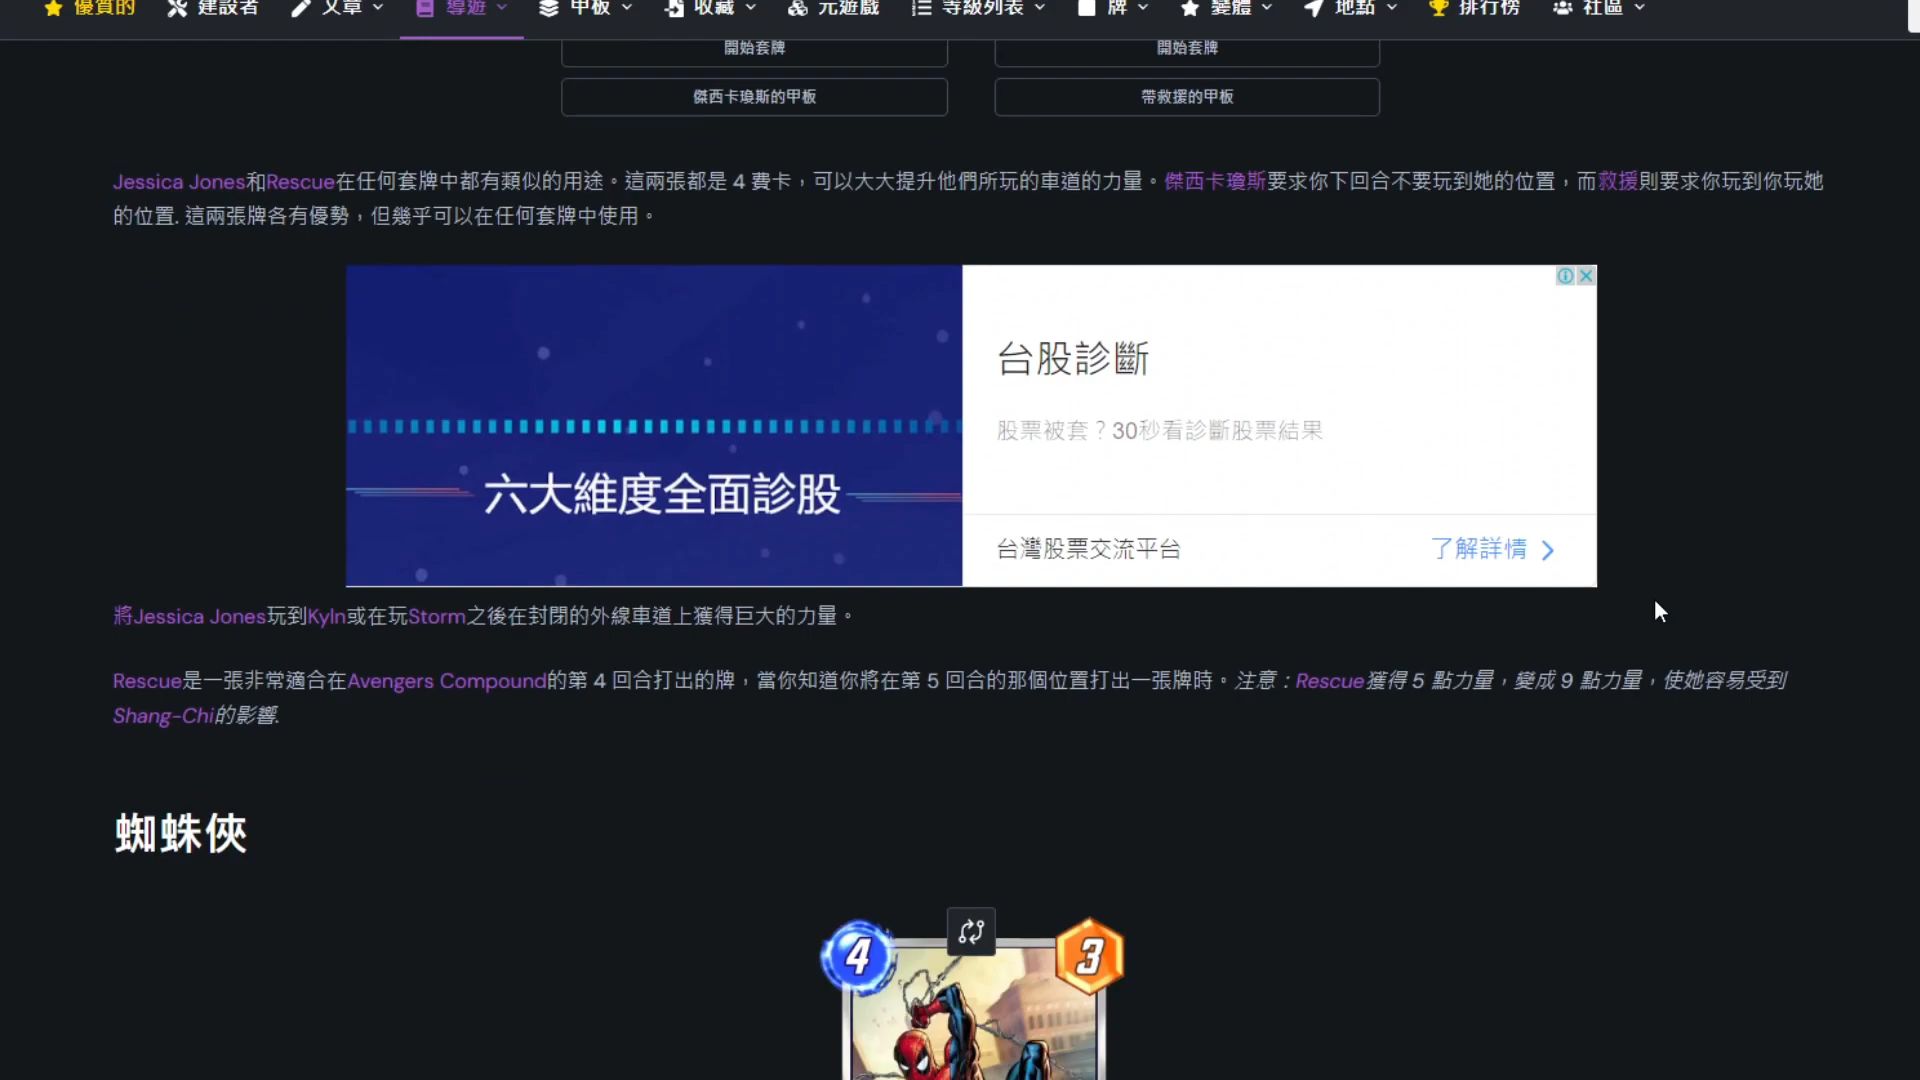 優質的 建設者 文章 導遊 甲板 收藏 元遊戲 等級列表 牌 變體 地點 排行榜 社區
開始套牌 開始套牌
傑西卡瓊斯的甲板 帶救援的甲板
Jessica Jones和Rescue在任何套牌中都有類似的用途。這兩張都是 4 費卡，可以大大提升他們所玩的車道的力量。傑西卡瓊斯要求你下回合不要玩到她的位置，而救援則要求你玩到你玩她
的位置. 這兩張牌各有優勢，但幾乎可以在任何套牌中使用。
六大維度全面診股
台股診斷
股票被套？30秒看診斷股票結果
台灣股票交流平台 了解詳情
將Jessica Jones玩到Kyln或在玩Storm之後在封閉的外線車道上獲得巨大的力量。
Rescue是一張非常適合在Avengers Compound的第 4 回合打出的牌，當你知道你將在第 5 回合的那個位置打出一張牌時。注意：Rescue獲得 5 點力量，變成 9 點力量，使她容易受到
Shang-Chi的影響.
蜘蛛俠
4 3